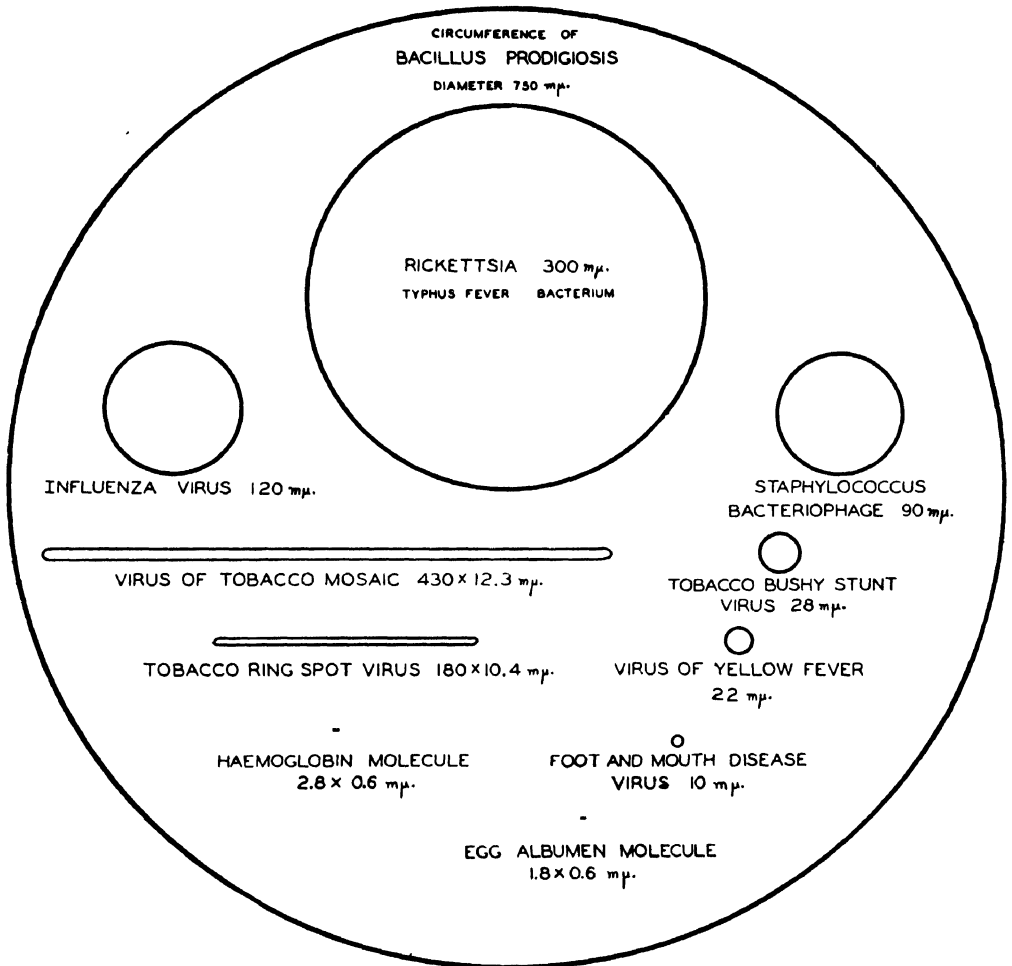 CIRCUMFERENCE OF
BACILLUS PRODIGIOSIS
DIAMETER 750 mμ.
RICKETTSIA 300 mμ.
TYPHUS FEVER BACTERIUM
INFLUENZA VIRUS 120 mμ.
STAPHYLOCOCCUS
BACTERIOPHAGE 90 mμ.
VIRUS OF TOBACCO MOSAIC 430 × 12.3 mμ.
TOBACCO BUSHY STUNT
VIRUS 28 mμ.
TOBACCO RING SPOT VIRUS 180 × 10.4 mμ.
VIRUS OF YELLOW FEVER
22 mμ.
HAEMOGLOBIN MOLECULE
2.8 × 0.6 mμ.
FOOT AND MOUTH DISEASE
VIRUS 10 mμ.
EGG ALBUMEN MOLECULE
1.8 × 0.6 mμ.